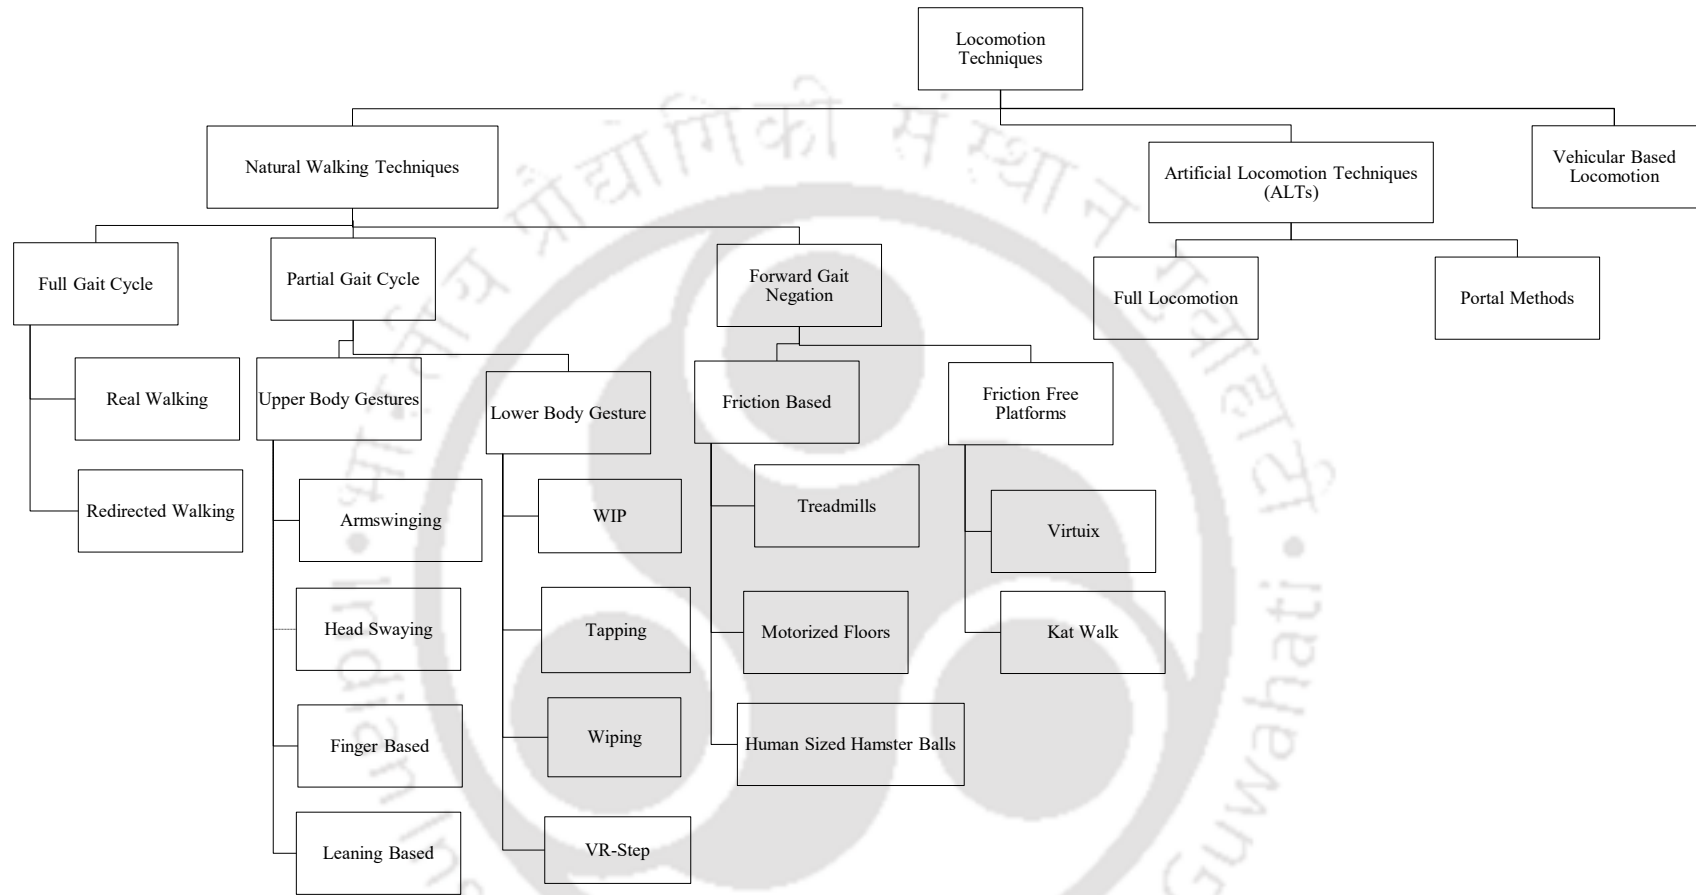 Locomotion
Techniques
Natural Walking Techniques
Artificial Locomotion Techniques
(ALTs)
Vehicular Based
Locomotion
Full Gait Cycle
Partial Gait Cycle
Forward Gait
Negation
Full Locomotion
Portal Methods
Real Walking
Redirected Walking
Upper Body Gestures
Armswinging
Head Swaying
Finger Based
Leaning Based
Lower Body Gesture
WIP
Tapping
Wiping
VR-Step
Friction Based
Treadmills
Motorized Floors
Human Sized Hamster Balls
Friction Free
Platforms
Virtuix
Kat Walk
भारतीय प्रौद्योगिकी संस्थान गुवाहाटी
Indian
Guwahati